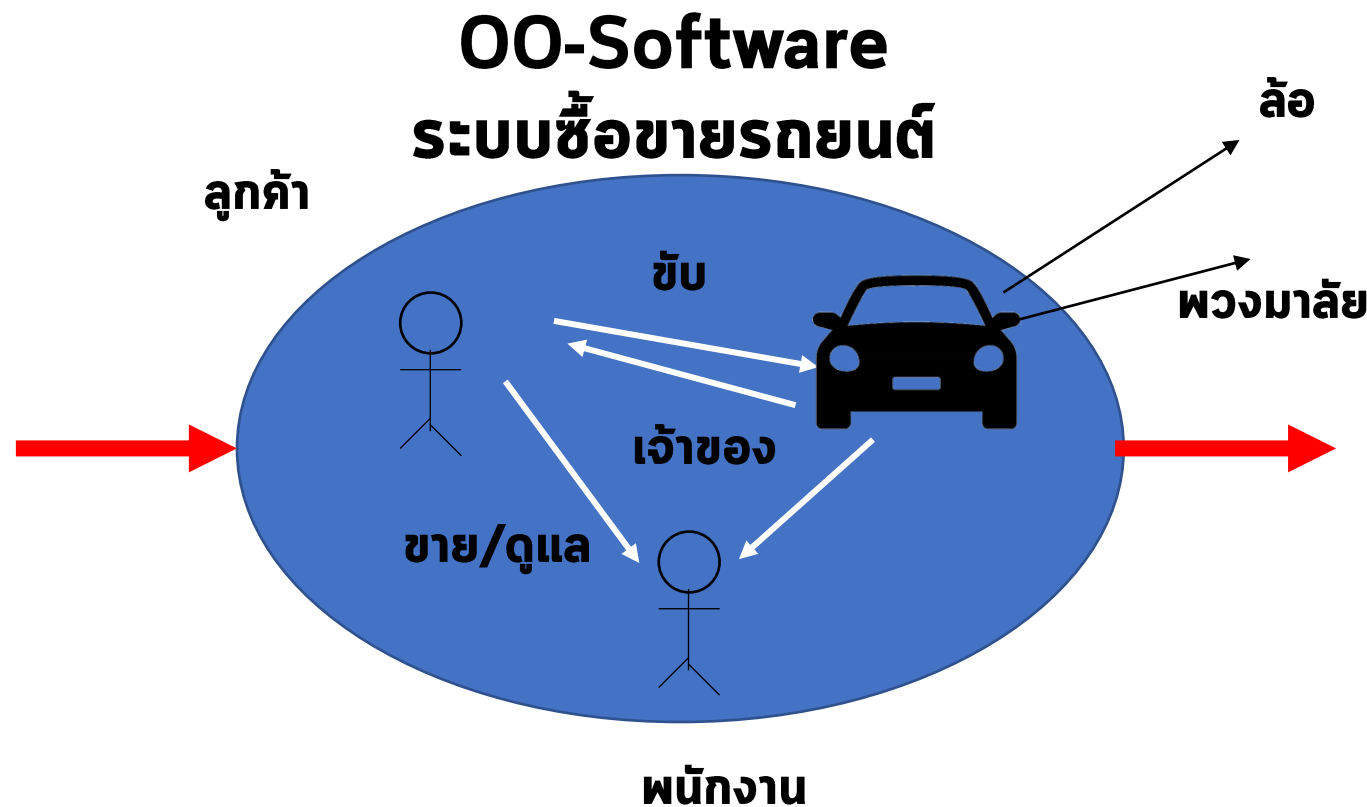 OO-Software
ระบบซื้อขายรถยนต์
ล้อ
ลูกค้า
ขับ
พวงมาลัย
เจ้าของ
ขาย/ดูแล
พนักงาน